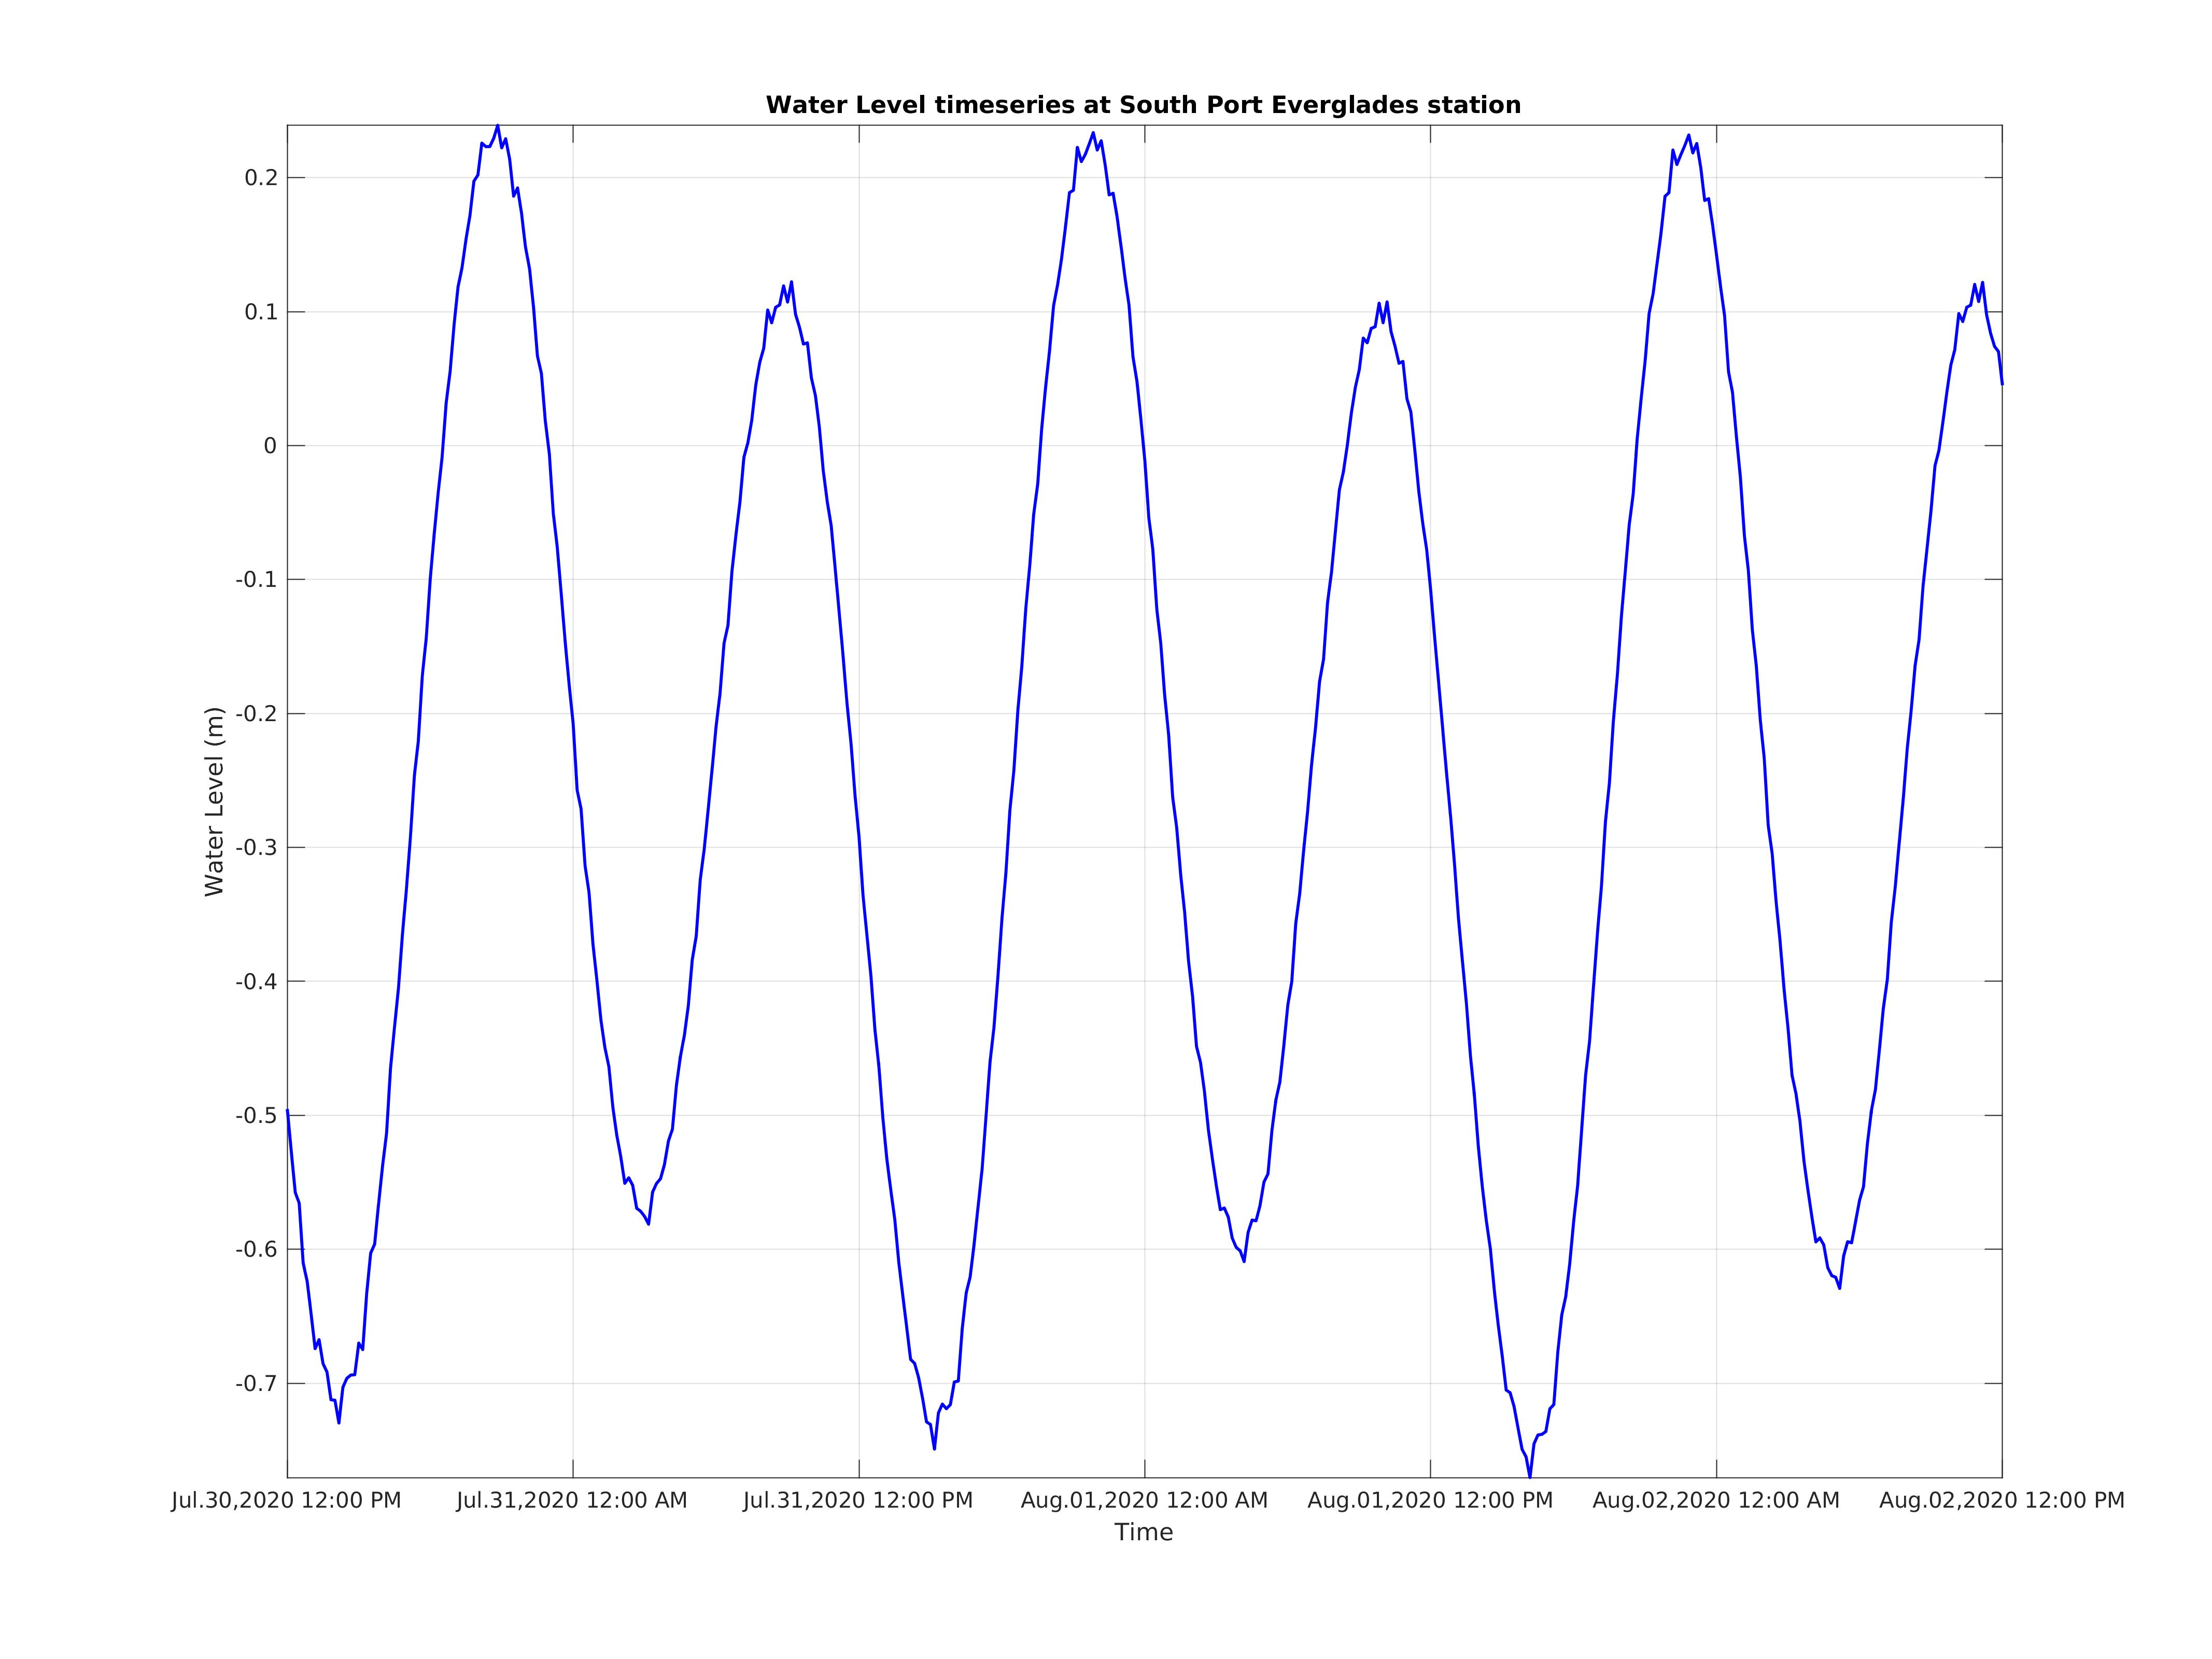 Water Level timeseries at South Port Everglades station
0.2
0.1
0
-0.1
-0.2
-0.3
-0.4
-0.5
-0.6
-0.7
Water Level (m)
Jul.30,2020 12:00 PM Jul.31,2020 12:00 AM Jul.31,2020 12:00 PM Aug.01,2020 12:00 AM Aug.01,2020 12:00 PM Aug.02,2020 12:00 AM Aug.02,2020 12:00 PM
Time